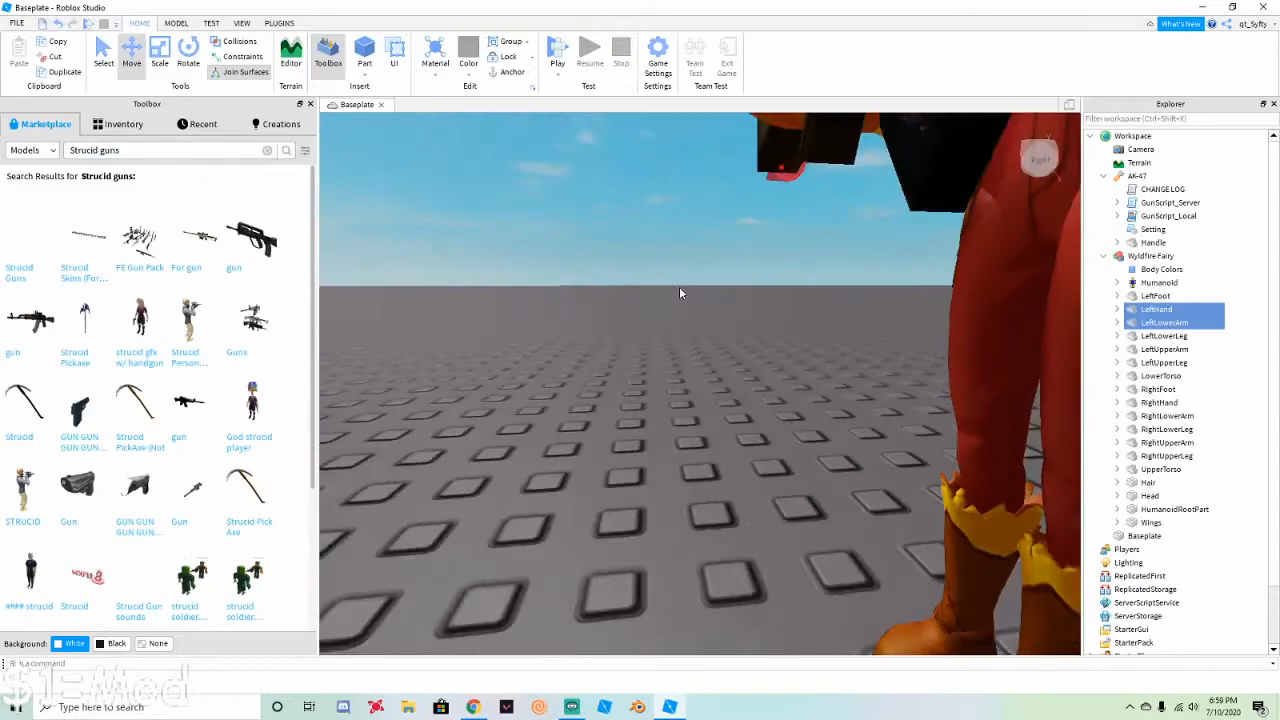 Baseplate - Roblox Studio
FILE HOME MODEL TEST VIEW PLUGINS What's New qt_Syfty
Paste Copy Cut Duplicate Select Move Scale Rotate Collisions Constraints Join Surfaces Editor Toolbox Part UI Material Color Group Lock Anchor Play Resume Stop Game Settings Team Test Exit Game
Clipboard Tools Terrain Insert Edit Test Settings Team Test
Toolbox
Marketplace Inventory Recent Creations
Models Strucid guns
Search Results for Strucid guns:
Strucid Guns
Strucid Skins (For...
FE Gun Pack
For gun
gun
gun
Strucid Pickaxe
strucid gfx w/ handgun
Strucid Person...
Guns
Strucid
GUN GUN GUN GUN...
Strucid PickAxe (Not
gun
God strucid player
STRUCID
Gun
GUN GUN GUN GUN...
Gun
Strucid Pick Axe
#### strucid
Strucid
Strucid Gun sounds
strucid soldier...
strucid soldier...
Background: White Black None
Baseplate
Right
Explorer
Filter workspace (Ctrl+Shift+X)
Workspace
Camera
Terrain
AK-47
CHANGELOG
GunScript_Server
GunScript_Local
Setting
Handle
Wyldfire Fairy
Body Colors
Humanoid
LeftFoot
LeftHand
LeftLowerArm
LeftLowerLeg
LeftUpperArm
LeftUpperLeg
LowerTorso
RightFoot
RightHand
RightLowerArm
RightLowerLeg
RightUpperArm
RightUpperLeg
UpperTorso
Hair
Head
HumanoidRootPart
Wings
Baseplate
Players
Lighting
ReplicatedFirst
ReplicatedStorage
ServerScriptService
ServerStorage
StarterGui
StarterPack
a command
$1=Mod
Type here to search
6:59 PM
7/10/2020